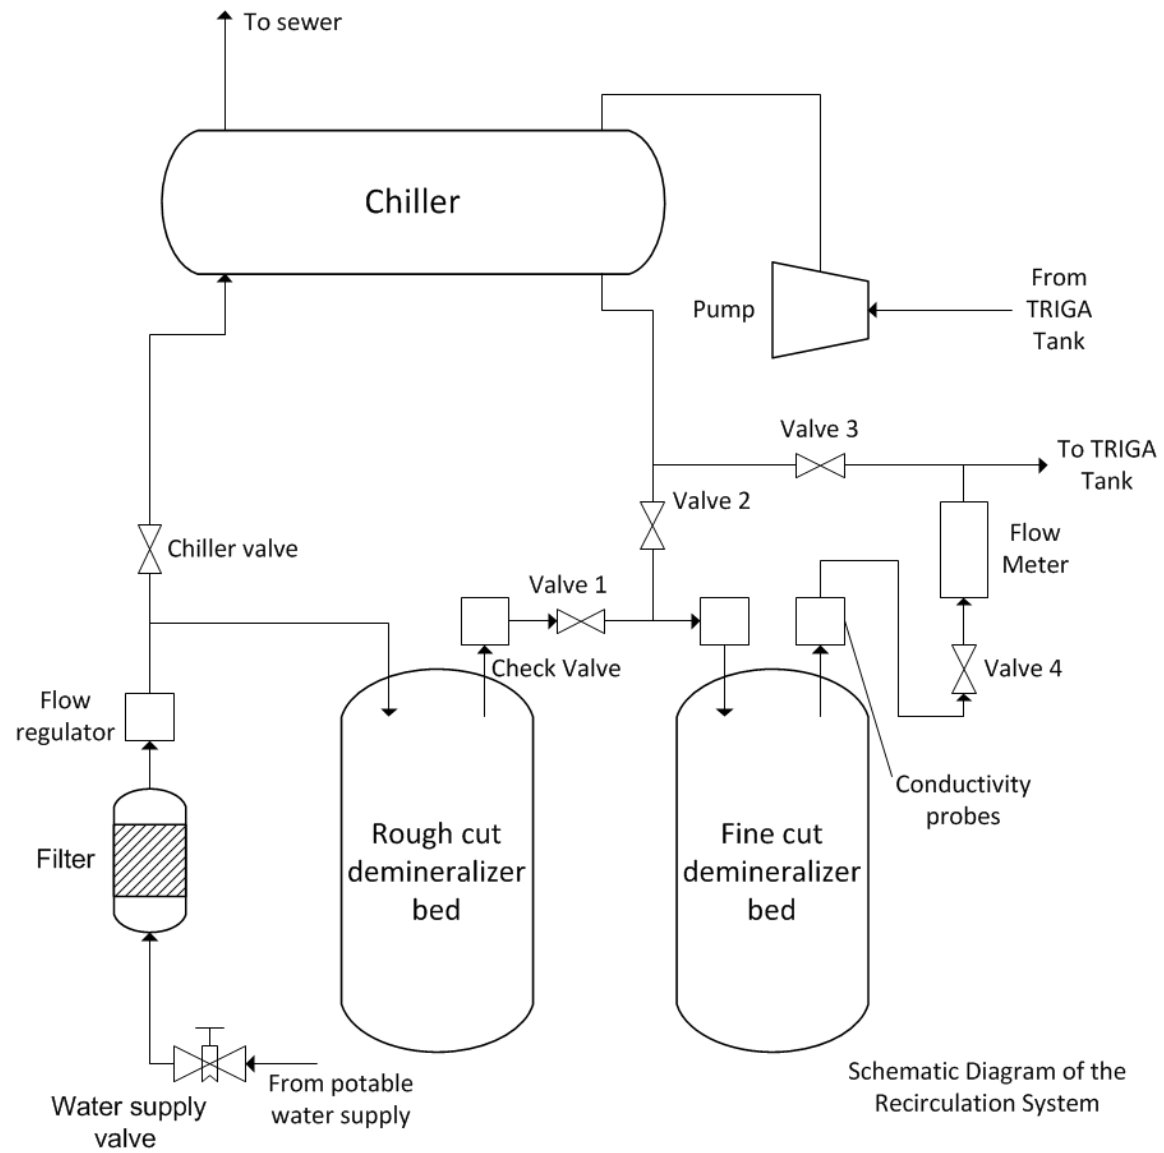 To sewer
Chiller
Pump
From
TRIGA
Tank
Valve 3
To TRIGA
Tank
Valve 2
Flow
Meter
Chiller valve
Valve 1
Check Valve
Valve 4
Flow
regulator
Conductivity
probes
Filter
Rough cut
demineralizer
bed
Fine cut
demineralizer
bed
From potable
water supply
Water supply
valve
Schematic Diagram of the
Recirculation System